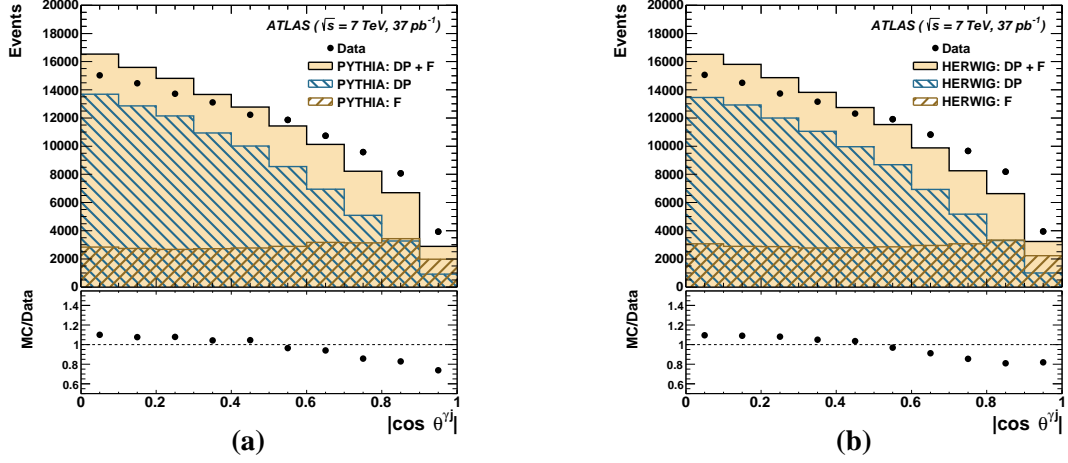 Events
20000
18000
16000
14000
12000
10000
8000
6000
4000
2000
0
ATLAS (√s = 7 TeV, 37 pb⁻¹)
Data
PYTHIA: DP + F
PYTHIA: DP
PYTHIA: F
MC/Data
1.4
1.2
1
0.8
0.6
0 0.2 0.4 0.6 0.8 1
|cos θ^γj|
(a)
Events
20000
18000
16000
14000
12000
10000
8000
6000
4000
2000
0
ATLAS (√s = 7 TeV, 37 pb⁻¹)
Data
HERWIG: DP + F
HERWIG: DP
HERWIG: F
MC/Data
1.4
1.2
1
0.8
0.6
0 0.2 0.4 0.6 0.8 1
|cos θ^γj|
(b)